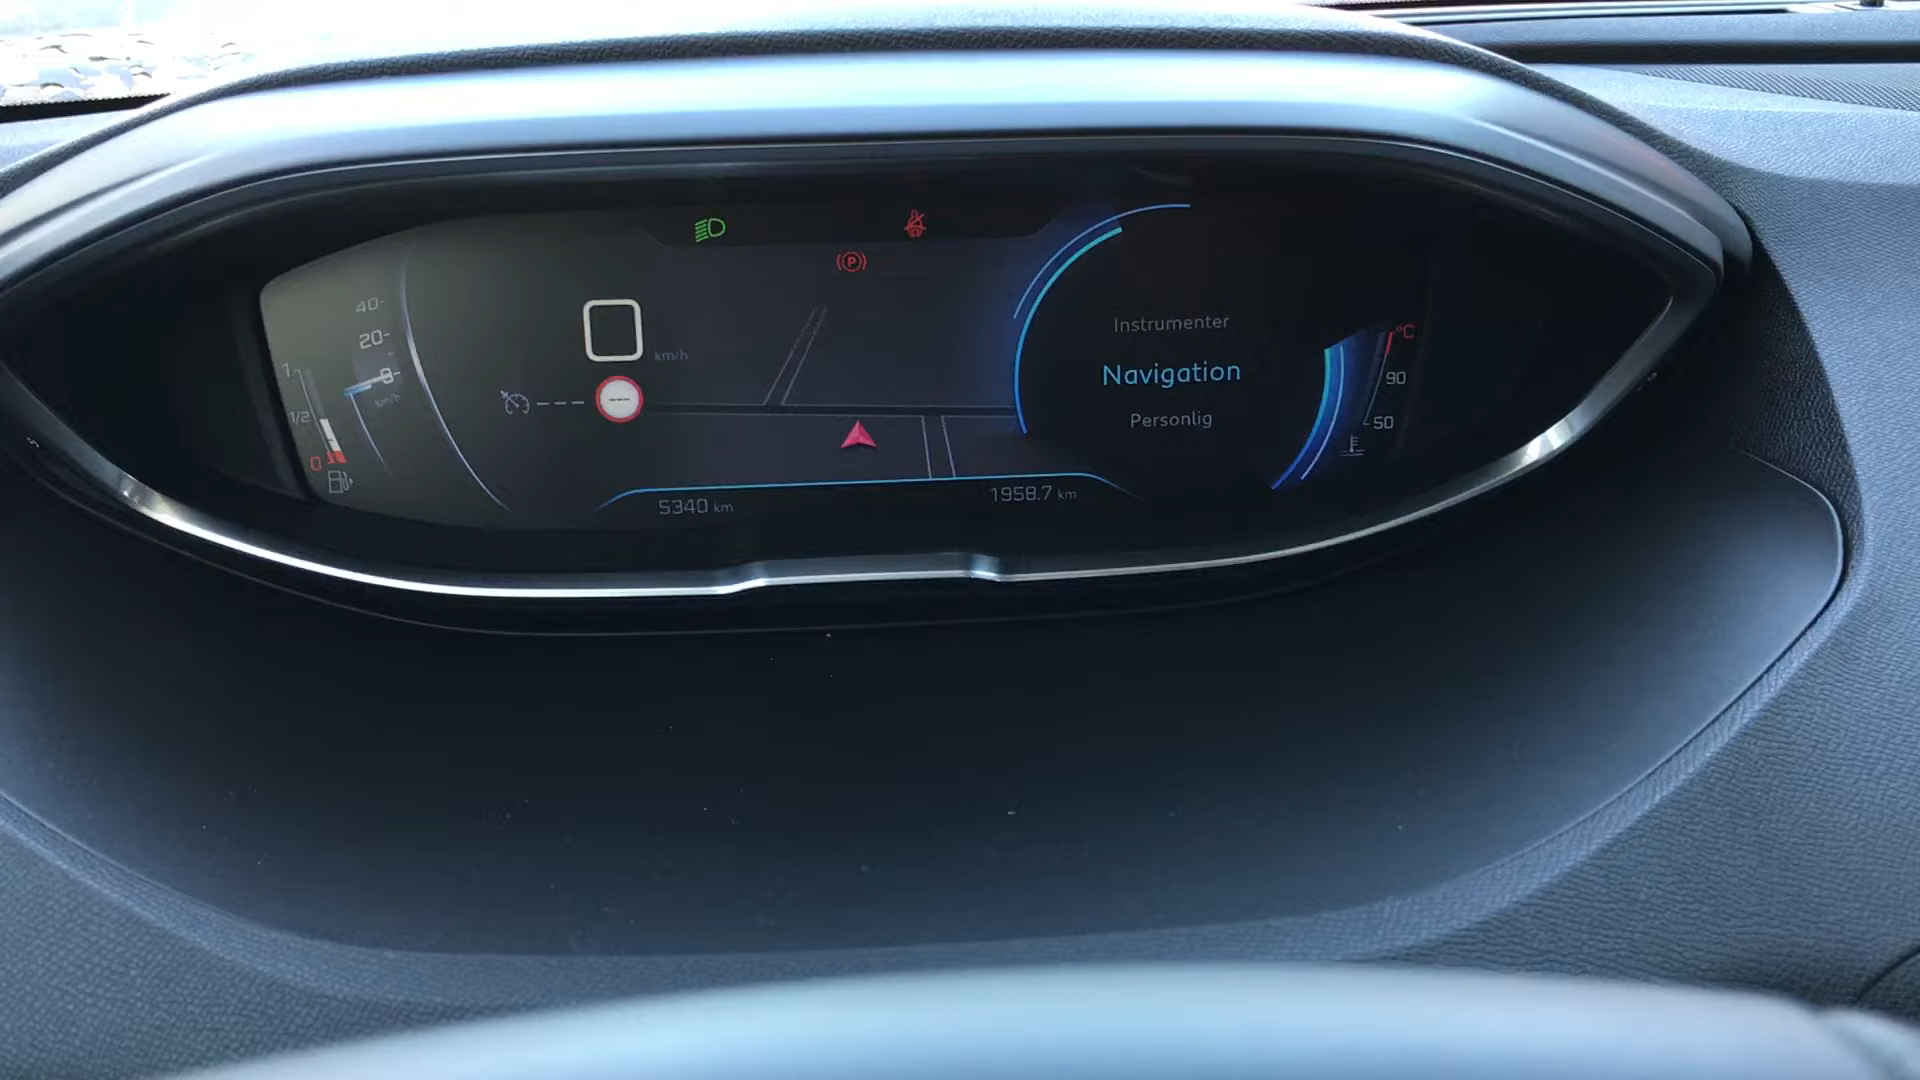 40
20
0
km/h
1
1/2
0
km/h
---
---
P
Instrumenter
Navigation
Personlig
°C
90
50
5340 km
1958.7 km